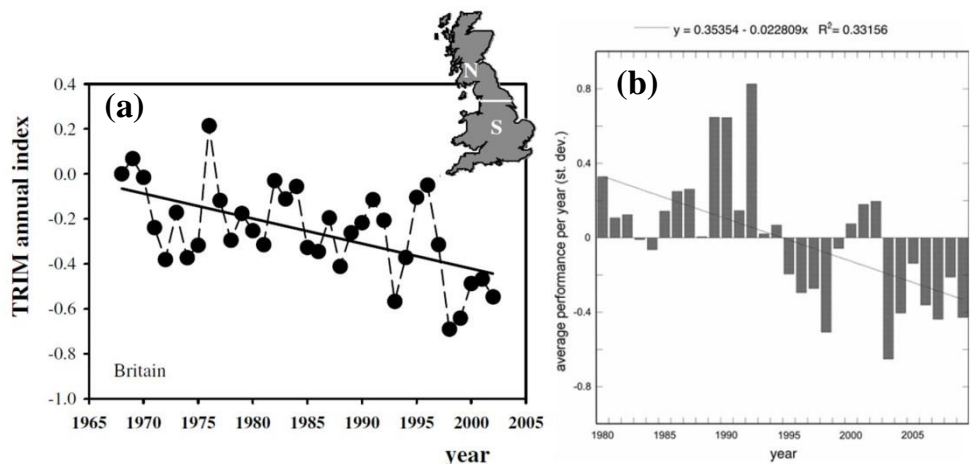 (a)
N
S
0.4
0.2
0.0
-0.2
-0.4
-0.6
-0.8
-1.0
TRIM annual index
Britain
1965 1970 1975 1980 1985 1990 1995 2000 2005
year
y = 0.35354 - 0.022809x R²= 0.33156
(b)
0.8
0.4
0
-0.4
-0.8
average performance per year (st. dev.)
1980 1985 1990 1995 2000 2005
year